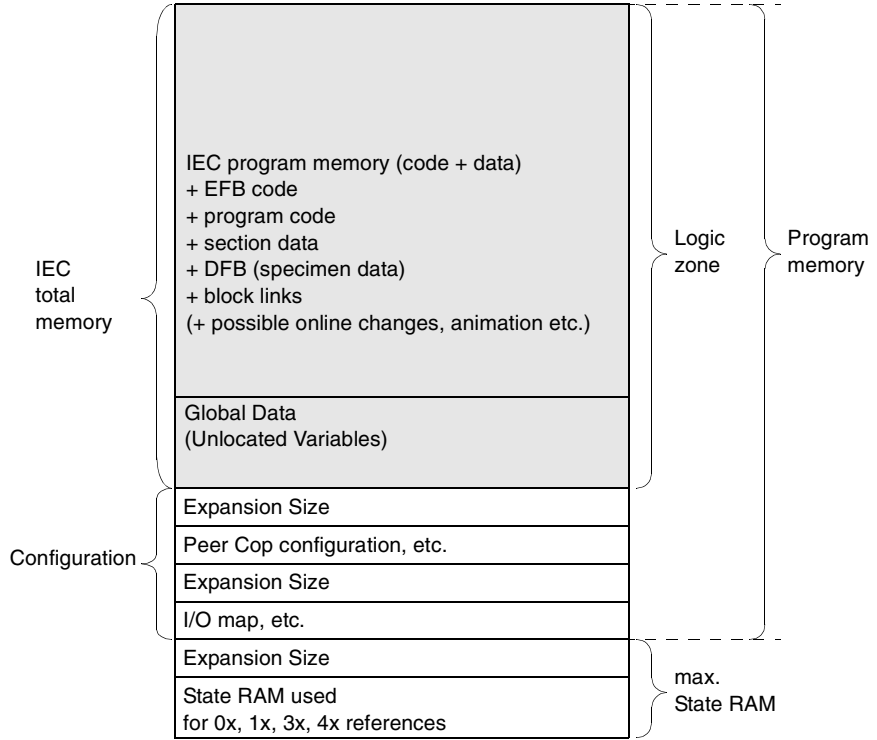 IEC program memory (code + data)
+ EFB code
+ program code
+ section data
+ DFB (specimen data)
+ block links
(+ possible online changes, animation etc.)
IEC
total
memory
Logic
zone
Program
memory
Global Data
(Unlocated Variables)
Expansion Size
Peer Cop configuration, etc.
Configuration
Expansion Size
I/O map, etc.
Expansion Size
State RAM used
for 0x, 1x, 3x, 4x references
max.
State RAM